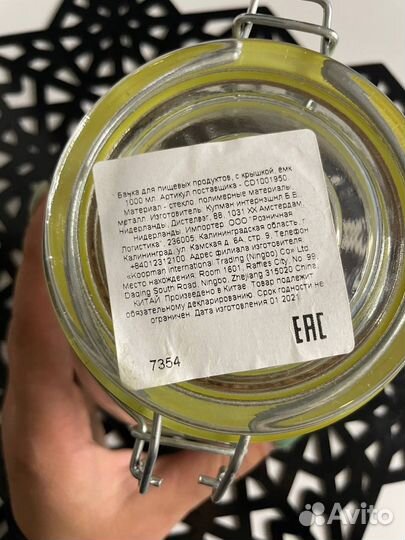 Банка для пищевых продуктов, с крышкой, емк.
1000 мл. Артикул поставщика - CD1001950.
Материал - стекло, полимерные материалы,
металл. Изготовитель: Купман интернэшнл Б.В.
Нидерланды, Дистелвег, 88, 1031 XX Амстердам,
Нидерланды. Импортер: ООО "Розничная
Логистика", 236005, Калининградская область, г.
Калининград, ул. Камская д. 6А, стр. 9. Телефон:
+84012312100. Адрес филиала изготовителя:
«Koopman International Trading (Ningbo) Co» Ltd
Место нахождения: Room 1601, Raffles City, No. 99,
Daqing South Road, Ningbo, Zhejiang 315020 China,
КИТАЙ. Произведено в Китае. Товар подлежит
обязательному декларированию. Срок годности не
ограничен. Дата изготовления 01.2021
EAC
7354
Avito